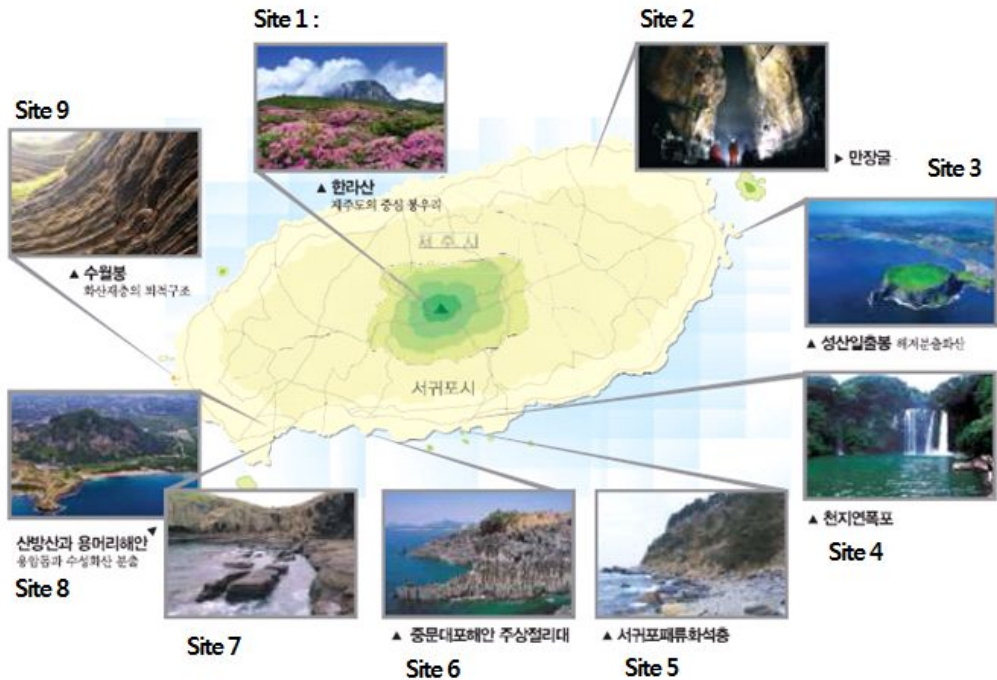 Site 1 :
Site 2
Site 9
▶ 만장굴
Site 3
▲ 한라산
제주도의 중심 봉우리
제주시
▲ 수월봉
화산재층의 퇴적구조
▲ 성산일출봉 해저분출화산
서귀포시
산방산과 용머리해안
용암돔과 수성화산 분출
▲ 천지연폭포
Site 8
Site 4
Site 7
▲ 중문대포해안 주상절리대
▲ 서귀포패류화석층
Site 6
Site 5